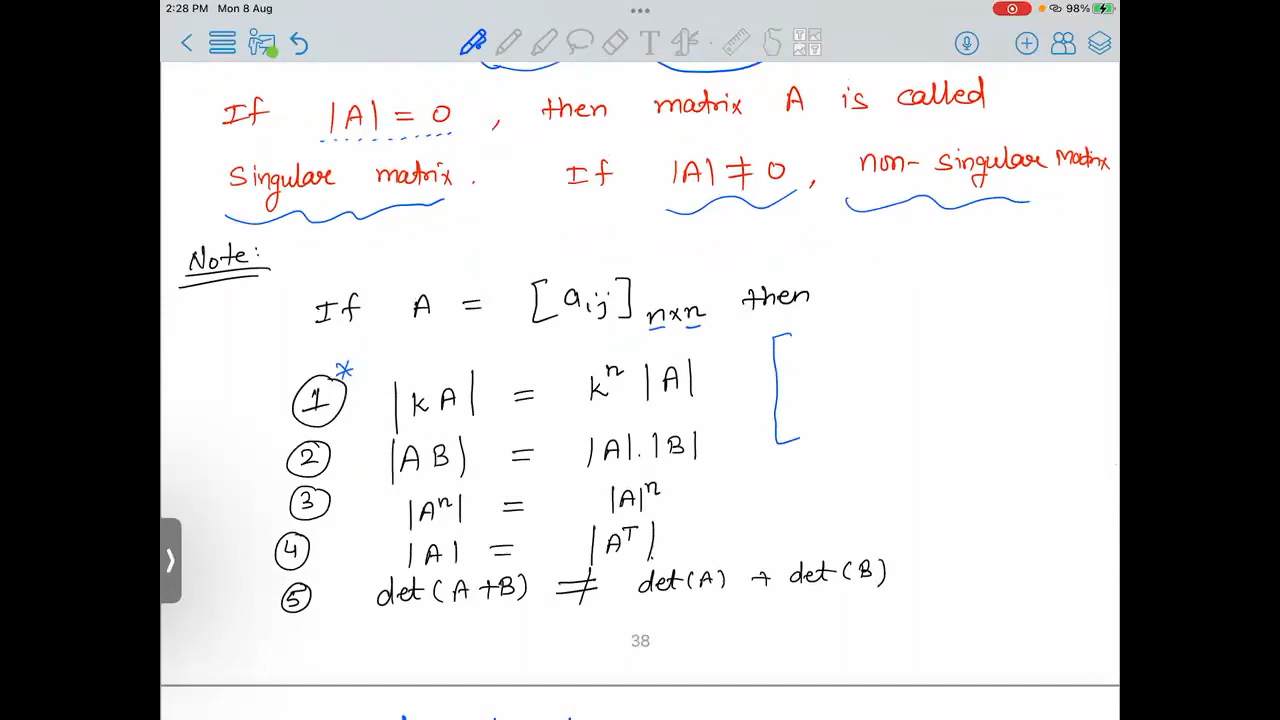 2:28 PM Mon 8 Aug
98%
If |A| = 0 , then matrix A is called
Singular matrix. If |A| ≠ 0 , non-singular Matrix
Note:
If A = [aij]n×n then
1* |kA| = kⁿ |A|
2 |AB| = |A|.|B|
3 |Aⁿ| = |A|ⁿ
4 |A| = |Aᵀ|
5 det(A+B) ≠ det(A) + det(B)
38